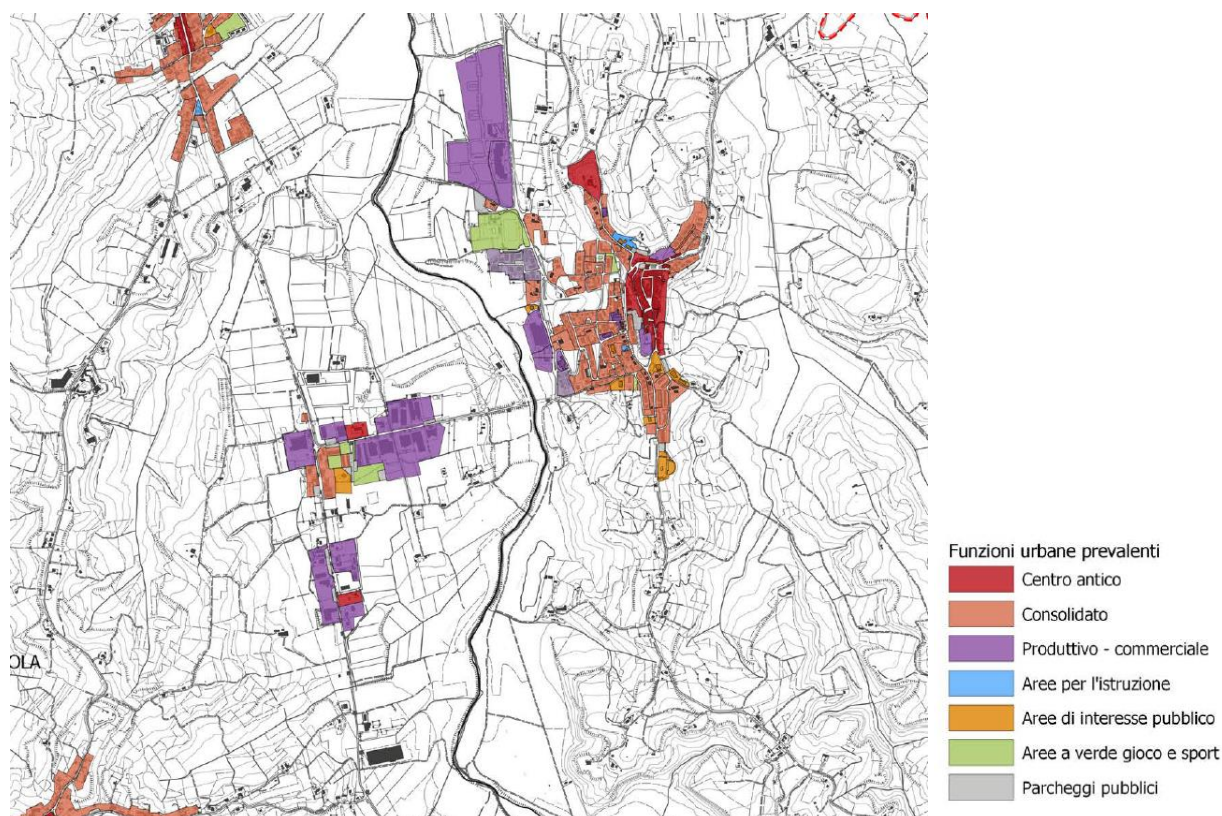 OLA
Funzioni urbane prevalenti
Centro antico
Consolidato
Produttivo - commerciale
Aree per l'istruzione
Aree di interesse pubblico
Aree a verde gioco e sport
Parcheggi pubblici